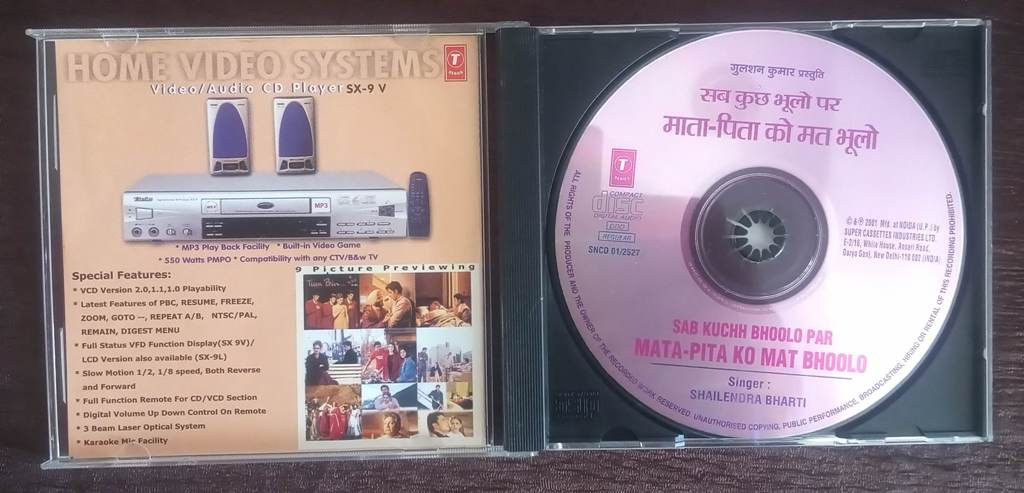 HOME VIDEO SYSTEMS
T
T-Series
Video/Audio CD Player SX-9 V
MP3
* MP3 Play Back Facility * Built-in Video Game
* 550 Watts PMPO * Compatibility with any CTV/B&w TV
Special Features:
* VCD Version 2.0,1.1,1.0 Playability
* Latest Features of PBC, RESUME, FREEZE,
ZOOM, GOTO —, REPEAT A/B, NTSC/PAL,
REMAIN, DIGEST MENU
* Full Status VFD Function Display(SX 9V)/
LCD Version also available (SX-9L)
* Slow Motion 1/2, 1/8 speed, Both Reverse
and Forward
* Full Function Remote For CD/VCD Section
* Digital Volume Up Down Control On Remote
* 3 Beam Laser Optical System
* Karaoke Mic Facility
9 Picture Previewing
Tum Bin...
गुलशन कुमार प्रस्तुति
सब कुछ भूलो पर
माता-पिता को मत भूलो
T
T-Series
COMPACT
disc
DIGITAL AUDIO
DDD
REGULAR
SNCD 01/2527
© & ℗ 2001. Mfd. at NOIDA (U.P.) by
SUPER CASSETTES INDUSTRIES LTD.
E-2/16, White House, Ansari Road,
Darya Ganj, New Delhi-110 002 (INDIA)
SAB KUCHH BHOOLO PAR
MATA-PITA KO MAT BHOOLO
Singer :
SHAILENDRA BHARTI
ALL RIGHTS OF THE PRODUCER AND THE OWNER OF THE RECORDED WORK RESERVED. UNAUTHORISED COPYING, PUBLIC PERFORMANCE, BROADCASTING, HIRING OR RENTAL OF THIS RECORDING PROHIBITED.